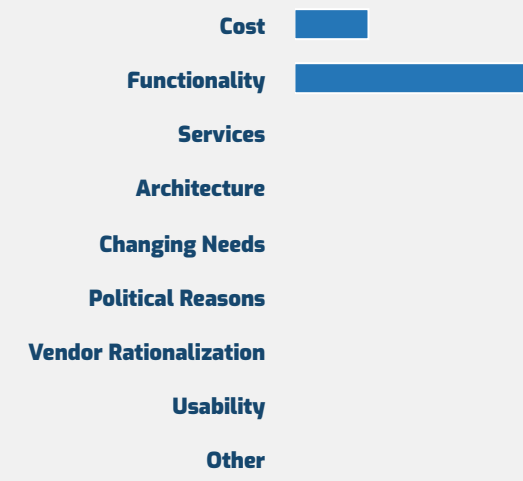 Cost
Functionality
Services
Architecture
Changing Needs
Political Reasons
Vendor Rationalization
Usability
Other